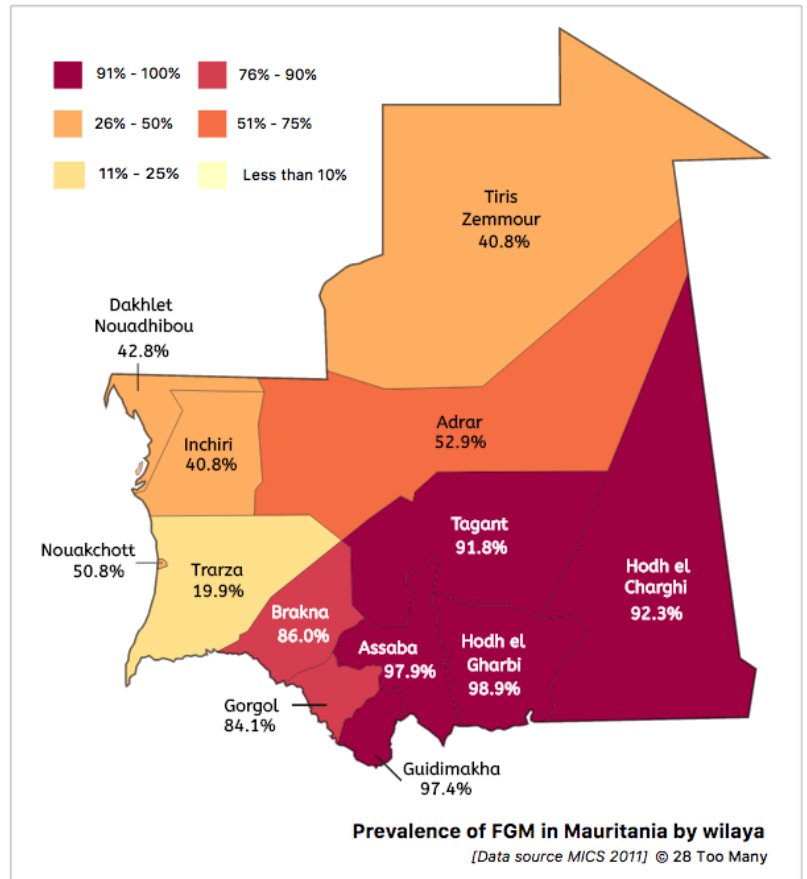 91% - 100%
76% - 90%
26% - 50%
51% - 75%
11% - 25%
Less than 10%
Tiris
Zemmour
40.8%
Dakhlet
Nouadhibou
42.8%
Inchiri
40.8%
Adrar
52.9%
Nouakchott
50.8%
Trarza
19.9%
Tagant
91.8%
Hodh el
Charghi
92.3%
Brakna
86.0%
Assaba
97.9%
Hodh el
Gharbi
98.9%
Gorgol
84.1%
Guidimakha
97.4%
Prevalence of FGM in Mauritania by wilaya
[Data source MICS 2011] © 28 Too Many